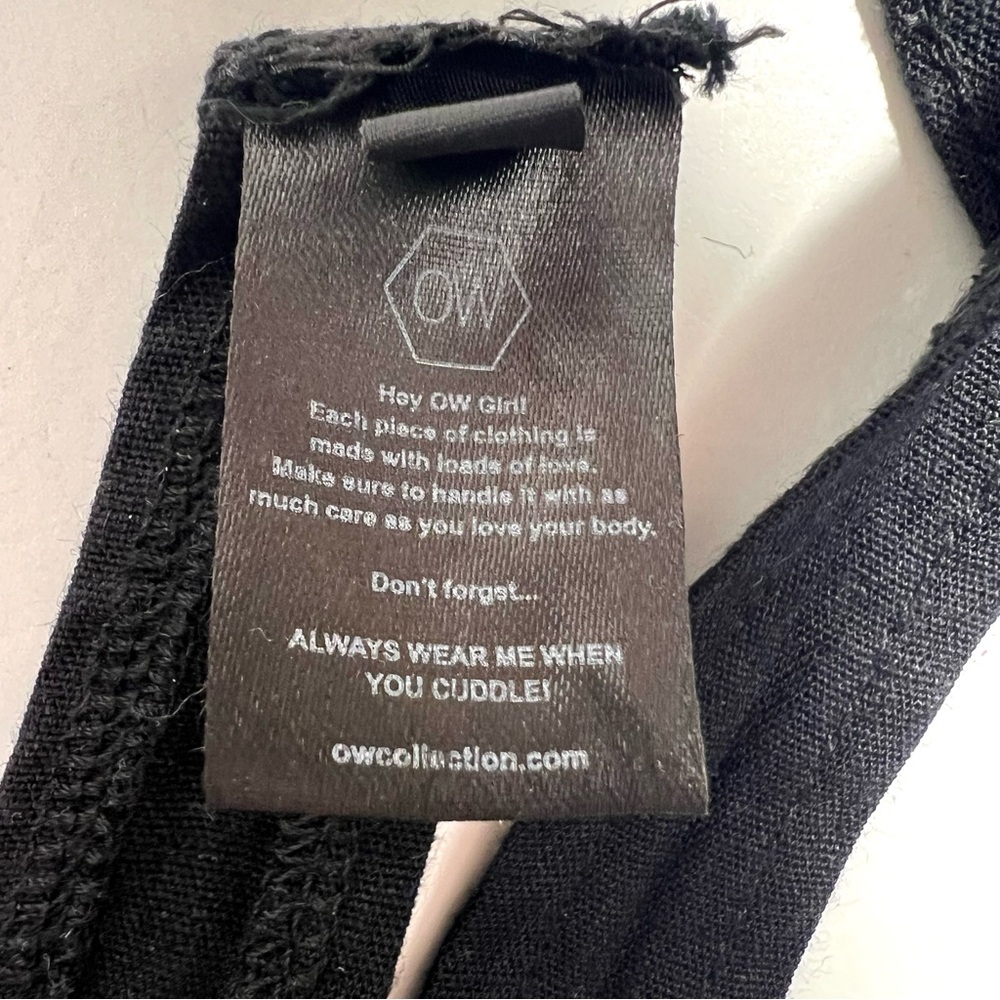 OW
Hey OW Girl!
Each piece of clothing is
made with loads of love.
Make sure to handle it with as
much care as you love your body.
Don't forget...
ALWAYS WEAR ME WHEN
YOU CUDDLE!
owcollection.com